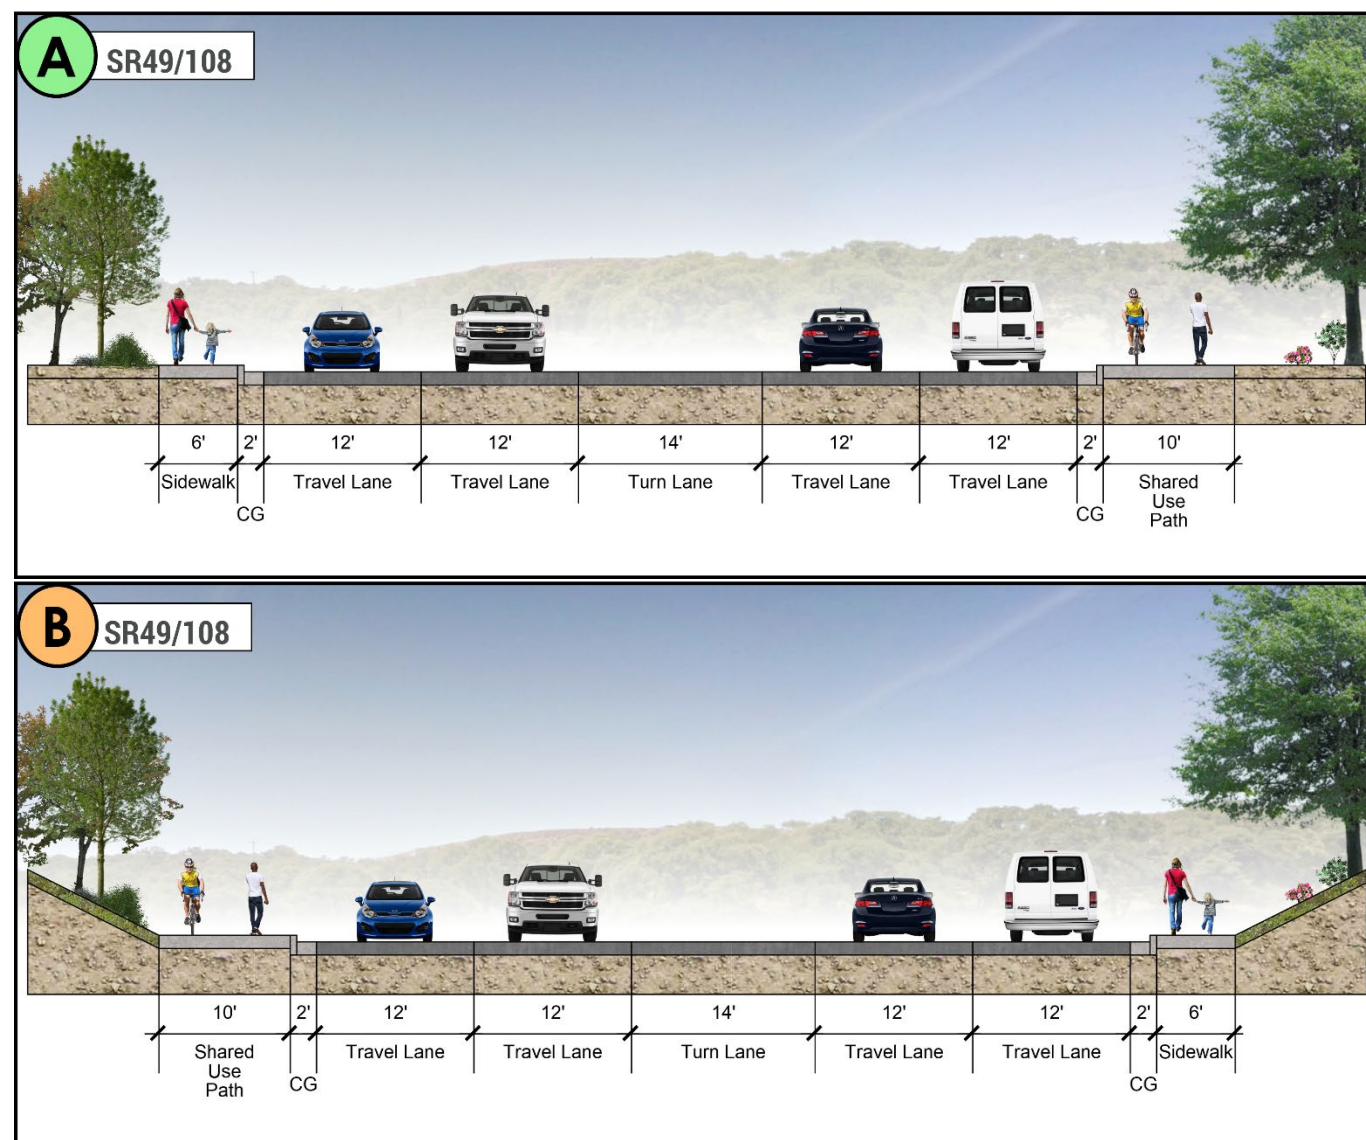 A
SR49/108
6' 2' 12' 12' 14' 12' 12' 2' 10'
Sidewalk Travel Lane Travel Lane Turn Lane Travel Lane Travel Lane Shared
Use
CG CG Path
B
SR49/108
10' 2' 12' 12' 14' 12' 12' 2' 6'
Shared Travel Lane Travel Lane Turn Lane Travel Lane Travel Lane Sidewalk
Use
Path CG CG